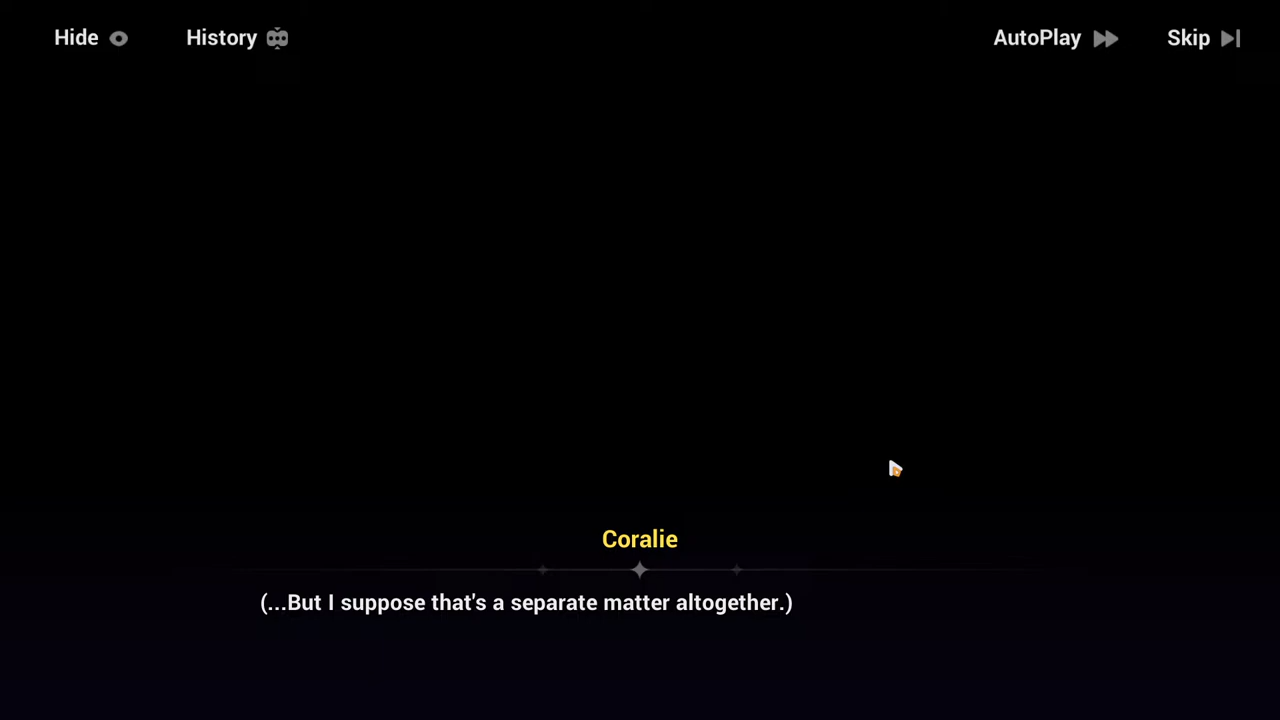 Hide
History
AutoPlay
Skip
Coralie
(...But I suppose that's a separate matter altogether.)